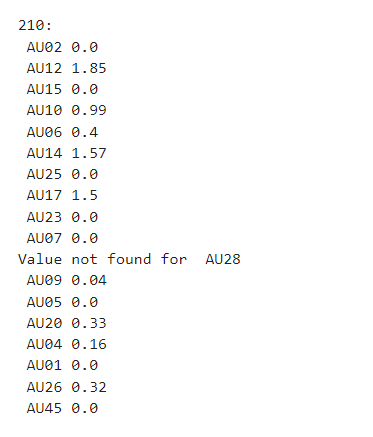 210:
AU02 0.0
AU12 1.85
AU15 0.0
AU10 0.99
AU06 0.4
AU14 1.57
AU25 0.0
AU17 1.5
AU23 0.0
AU07 0.0
Value not found for  AU28
AU09 0.04
AU05 0.0
AU20 0.33
AU04 0.16
AU01 0.0
AU26 0.32
AU45 0.0